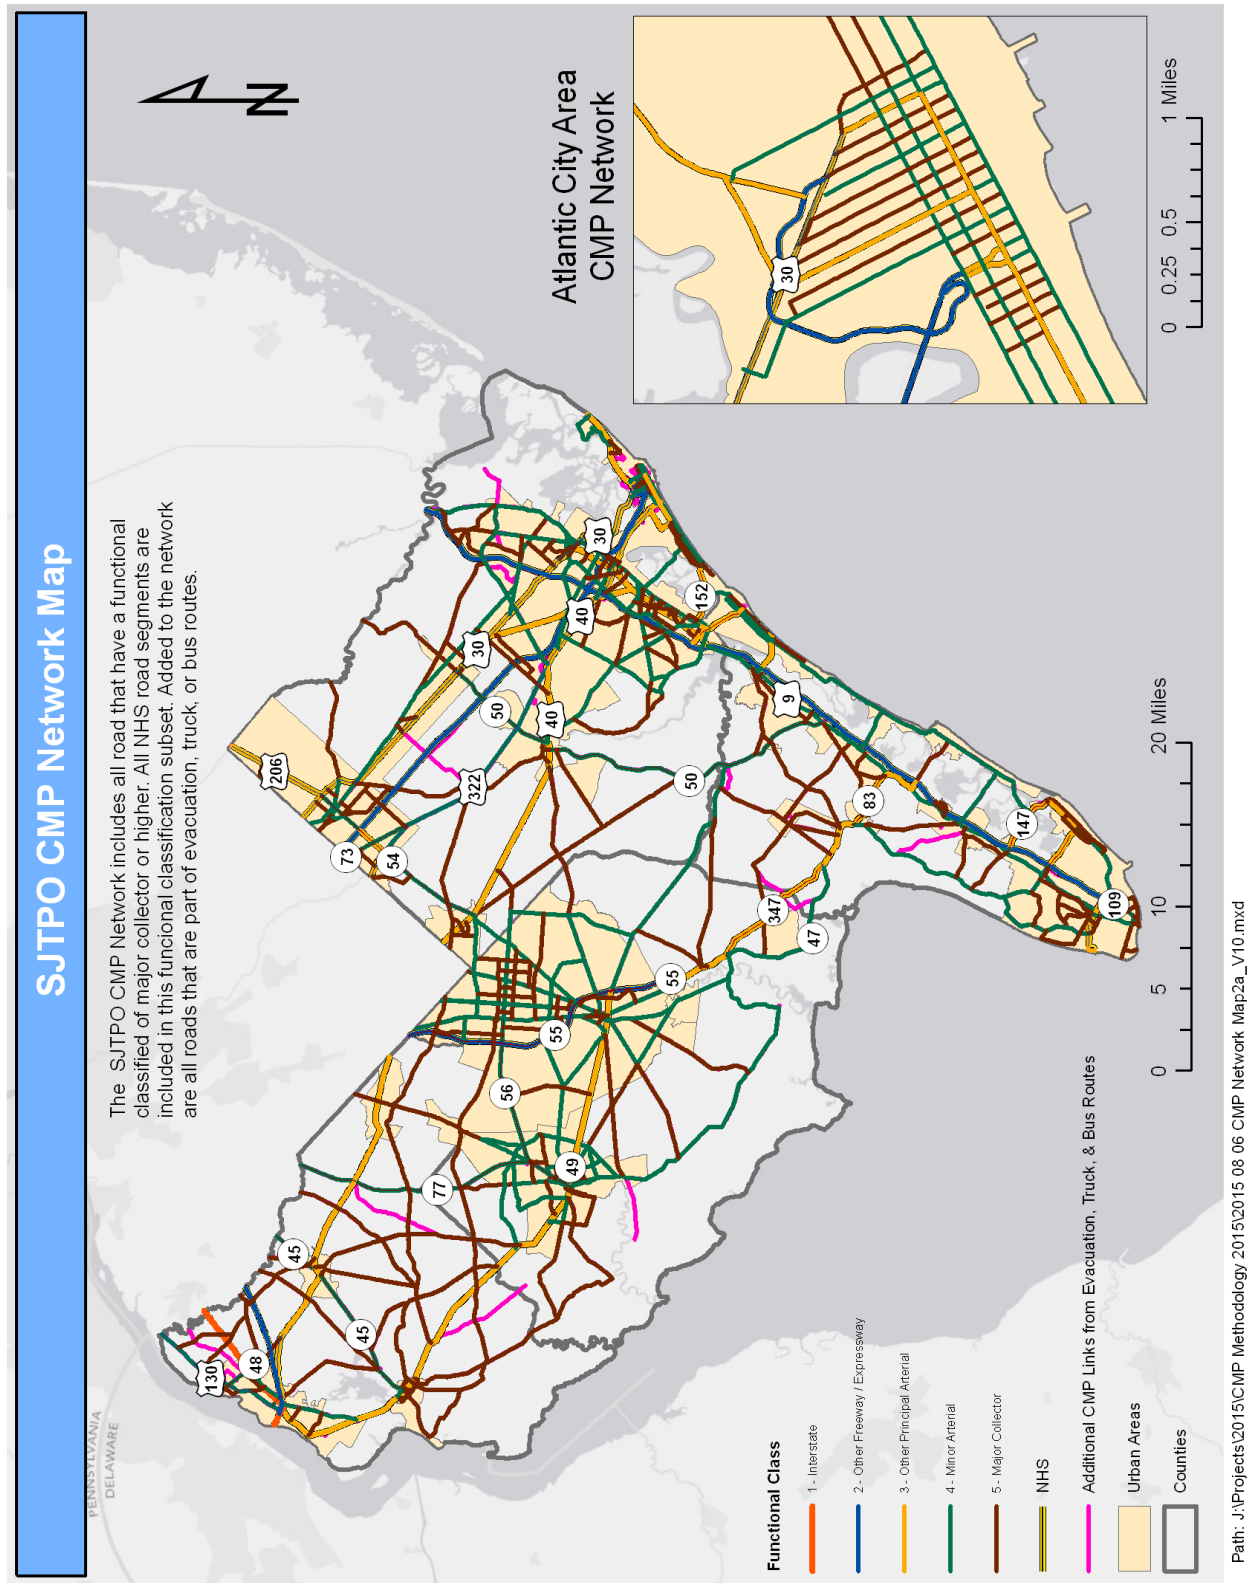 SJTPO CMP Network Map
The SJTPO CMP Network includes all road that have a functional
classified of major collector or higher. All NHS road segments are
included in this funcional classification subset. Added to the network
are all roads that are part of evacuation, truck, or bus routes.
N
Atlantic City Area
CMP Network
30
0 0.25 0.5 1 Miles
PENNSYLVANIA
DELAWARE
130
48
45
45
77
49
56
55
55
73
54
206
322
50
30
40
40
30
152
50
9
83
347
47
147
109
0 5 10 20 Miles
Functional Class
1 - Interstate
2 - Other Freeway / Expressway
3 - Other Principal Arterial
4 - Minor Arterial
5 - Major Collector
NHS
Additional CMP Links from Evacuation, Truck, & Bus Routes
Urban Areas
Counties
Path: J:\Projects\2015\CMP Methodology 2015\2015 08 06 CMP Network Map2a_V10.mxd